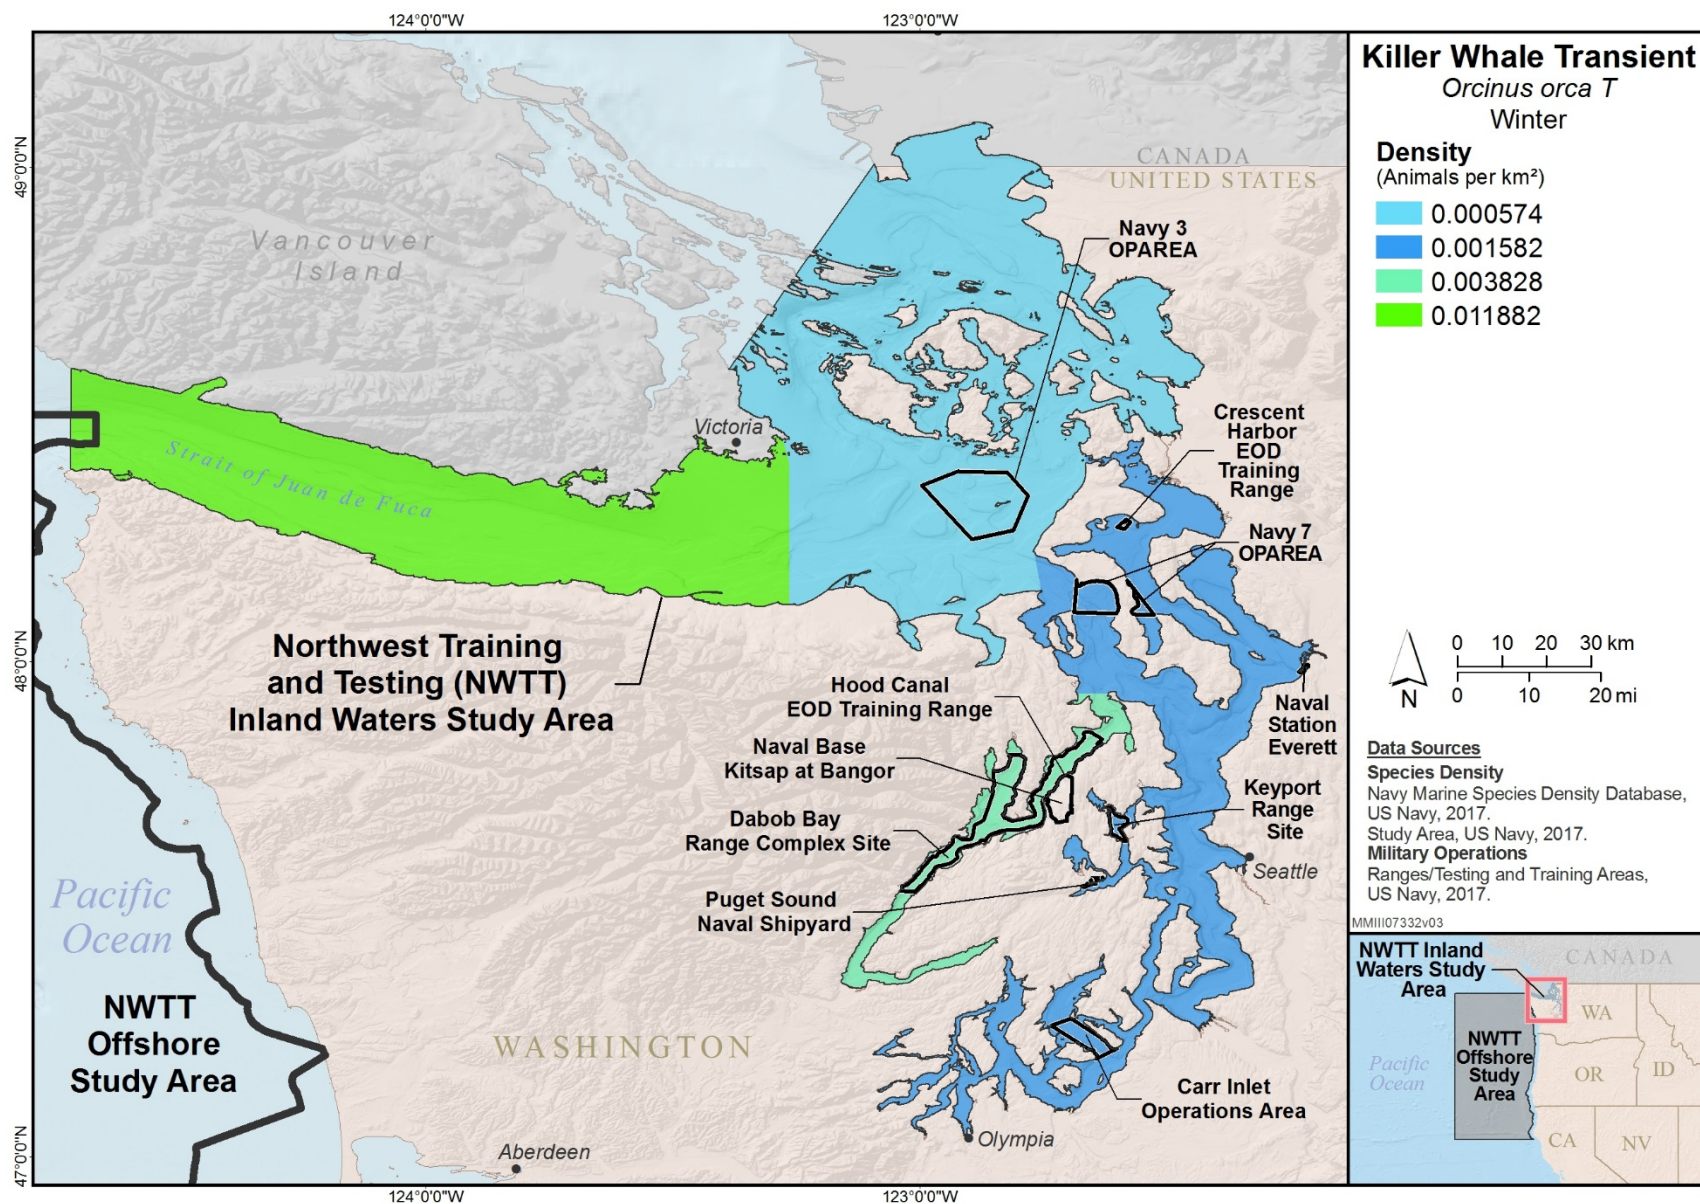 124°0'0"W
123°0'0"W
49°0'0"N
48°0'0"N
47°0'0"N
124°0'0"W
123°0'0"W
CANADA
UNITED STATES
Vancouver
Island
Navy 3
OPAREA
Victoria
Strait of Juan de Fuca
Crescent
Harbor
EOD
Training
Range
Navy 7
OPAREA
Northwest Training
and Testing (NWTT)
Inland Waters Study Area
Hood Canal
EOD Training Range
Naval Base
Kitsap at Bangor
Dabob Bay
Range Complex Site
Puget Sound
Naval Shipyard
Naval
Station
Everett
Keyport
Range
Site
Seattle
Pacific
Ocean
NWTT
Offshore
Study Area
WASHINGTON
Carr Inlet
Operations Area
Olympia
Aberdeen
Killer Whale Transient
Orcinus orca T
Winter
Density
(Animals per km²)
0.000574
0.001582
0.003828
0.011882
N
0 10 20 30 km
0 10 20 mi
Data Sources
Species Density
Navy Marine Species Density Database,
US Navy, 2017.
Study Area, US Navy, 2017.
Military Operations
Ranges/Testing and Training Areas,
US Navy, 2017.
MMIII07332v03
NWTT Inland
Waters Study
Area
CANADA
WA
NWTT
Offshore
Study
Area
Pacific
Ocean
OR
ID
CA
NV